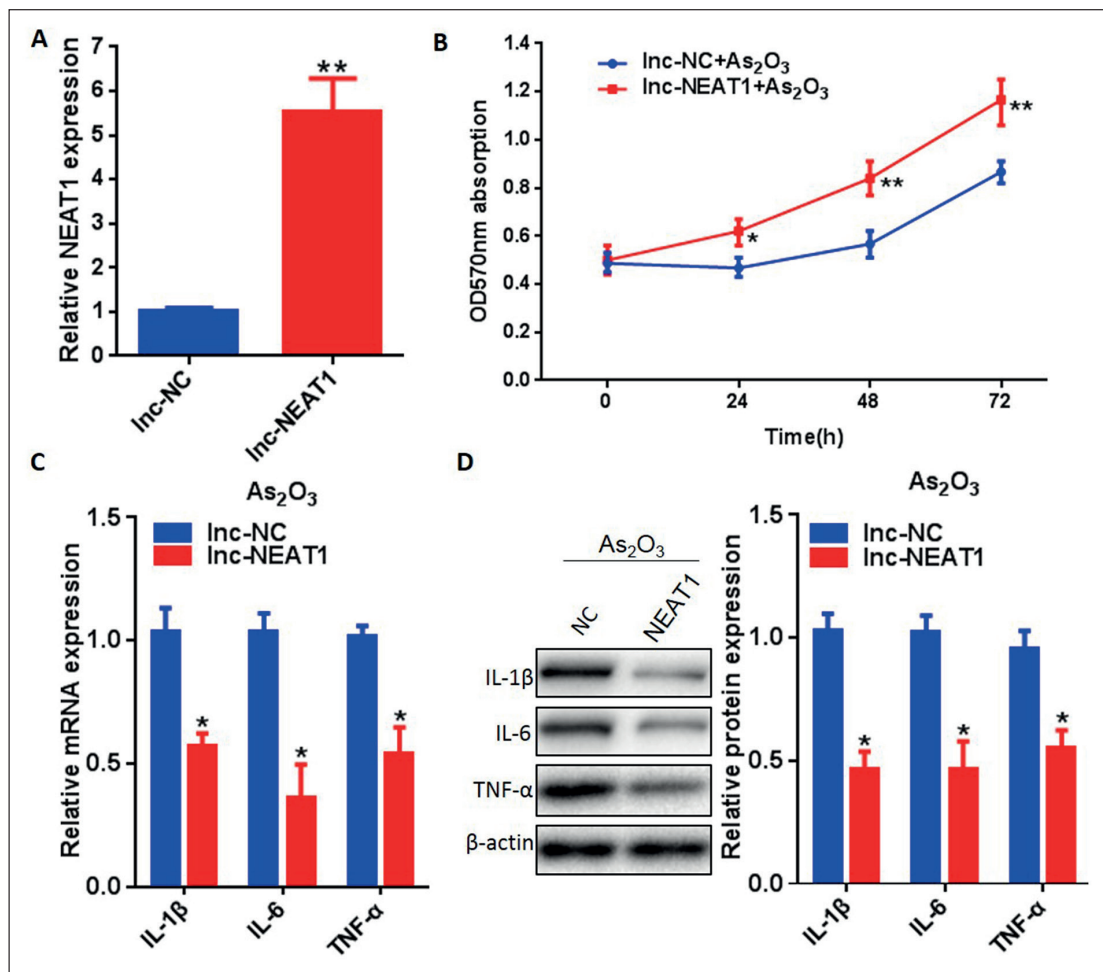 A
Relative NEAT1 expression
7
6
5
4
3
2
1
0
**
lnc-NC
lnc-NEAT1
B
OD570nm absorption
1.4
1.2
1.0
0.8
0.6
0.4
0.2
0.0
lnc-NC+As₂O₃
lnc-NEAT1+As₂O₃
*
**
**
0
24
48
72
Time(h)
C
As₂O₃
Relative mRNA expression
1.5
1.0
0.5
0.0
lnc-NC
lnc-NEAT1
*
*
*
IL-1β
IL-6
TNF-α
D
As₂O₃
NC
NEAT1
IL-1β
IL-6
TNF-α
β-actin
As₂O₃
Relative protein expression
1.5
1.0
0.5
0.0
lnc-NC
lnc-NEAT1
*
*
*
IL-1β
IL-6
TNF-α